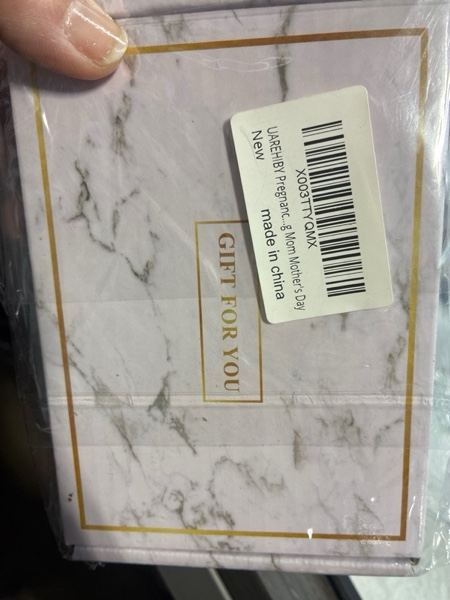 X003TTYQMX
UAREHIBY Pregnanc...g Mom Mother's Day
New
made in china
GIFT FOR YOU